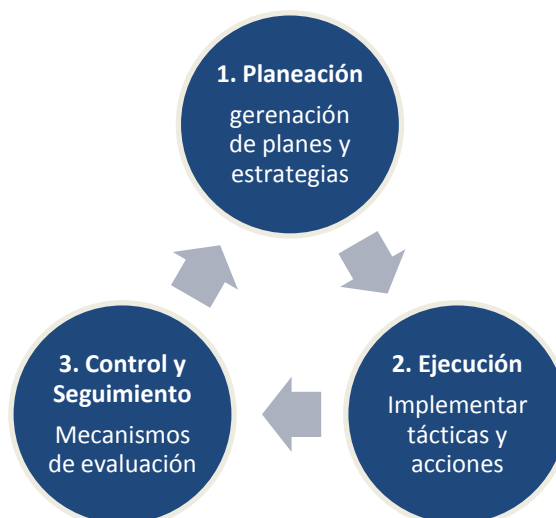 1. Planeación
gerenación
de planes y
estrategias
2. Ejecución
Implementar
tácticas y
acciones
3. Control y
Seguimiento
Mecanismos
de evaluación